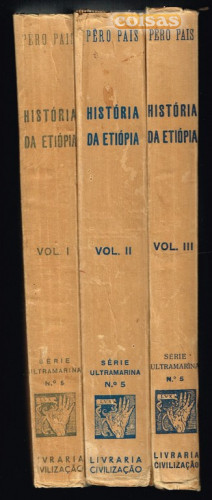 coisas
PÊRO PAIS
HISTÓRIA
DA ETIÓPIA
VOL. I
SÉRIE
ULTRAMARINA
N.º 5
LIVRARIA
CIVILIZAÇÃO
PÊRO PAIS
HISTÓRIA
DA ETIÓPIA
VOL. II
SÉRIE
ULTRAMARINA
N.º 5
LIVRARIA
CIVILIZAÇÃO
PÊRO PAIS
HISTÓRIA
DA ETIÓPIA
VOL. III
SÉRIE
ULTRAMARINA
N.º 5
LIVRARIA
CIVILIZAÇÃO